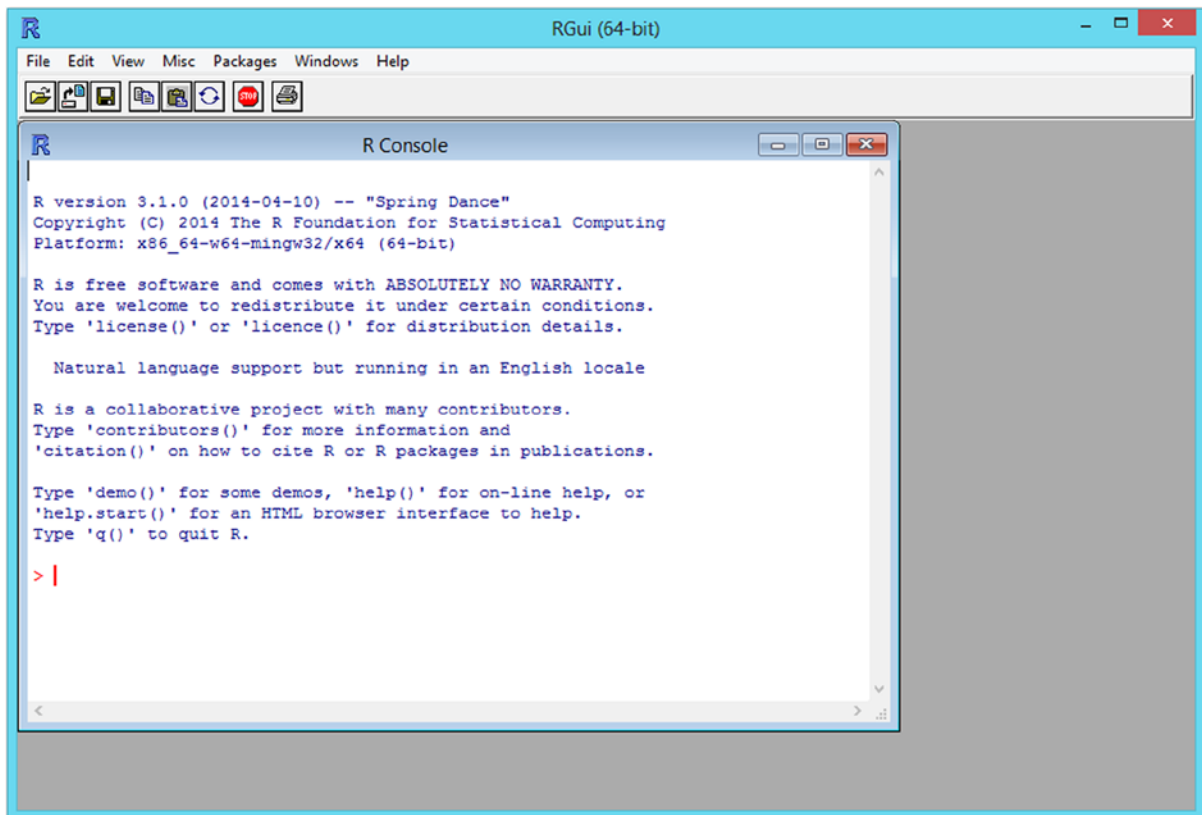 R
RGui (64-bit)
File Edit View Misc Packages Windows Help
STOP
R
R Console
R version 3.1.0 (2014-04-10) -- "Spring Dance"
Copyright (C) 2014 The R Foundation for Statistical Computing
Platform: x86_64-w64-mingw32/x64 (64-bit)
R is free software and comes with ABSOLUTELY NO WARRANTY.
You are welcome to redistribute it under certain conditions.
Type 'license()' or 'licence()' for distribution details.
Natural language support but running in an English locale
R is a collaborative project with many contributors.
Type 'contributors()' for more information and
'citation()' on how to cite R or R packages in publications.
Type 'demo()' for some demos, 'help()' for on-line help, or
'help.start()' for an HTML browser interface to help.
Type 'q()' to quit R.
>